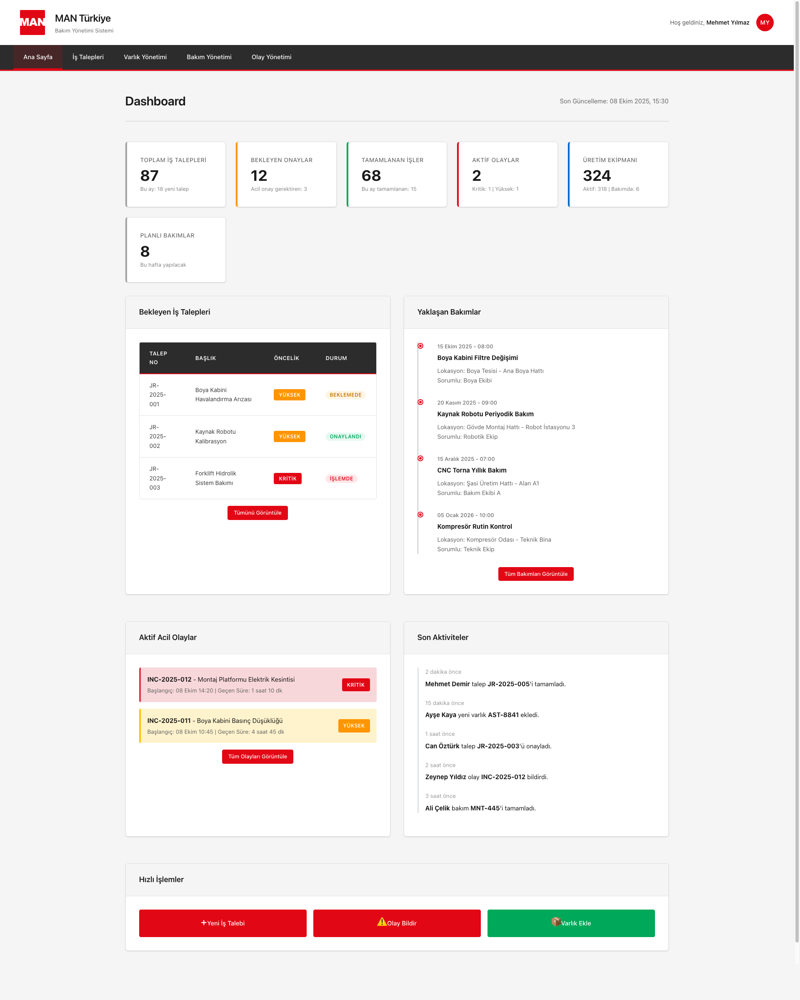 MAN
MAN Türkiye
Bakım Yönetimi Sistemi
Hoş geldiniz, Mehmet Yılmaz
MY
Ana Sayfa
İş Talepleri
Varlık Yönetimi
Bakım Yönetimi
Olay Yönetimi
Dashboard
Son Güncelleme: 08 Ekim 2025, 15:30
TOPLAM İŞ TALEPLERİ
87
Bu ay: 18 yeni talep
BEKLEYEN ONAYLAR
12
Acil onay gerektiren: 3
TAMAMLANAN İŞLER
68
Bu ay tamamlanan: 15
AKTİF OLAYLAR
2
Kritik: 1 | Yüksek: 1
ÜRETİM EKİPMANI
324
Aktif: 318 | Bakımda: 6
PLANLI BAKIMLAR
8
Bu hafta yapılacak
Bekleyen İş Talepleri
TALEP
NO
BAŞLIK
ÖNCELİK
DURUM
JR-
2025-
001
Boya Kabini
Havalandırma Arızası
YÜKSEK
BEKLEMEDE
JR-
2025-
002
Kaynak Robotu
Kalibrasyon
YÜKSEK
ONAYLANDI
JR-
2025-
003
Forklift Hidrolik
Sistem Bakımı
KRİTİK
İŞLEMDE
Tümünü Görüntüle
Yaklaşan Bakımlar
15 Ekim 2025 - 08:00
Boya Kabini Filtre Değişimi
Lokasyon: Boya Tesisi - Ana Boya Hattı
Sorumlu: Boya Ekibi
20 Kasım 2025 - 09:00
Kaynak Robotu Periyodik Bakım
Lokasyon: Gövde Montaj Hattı - Robot İstasyonu 3
Sorumlu: Robotik Ekip
15 Aralık 2025 - 07:00
CNC Torna Yıllık Bakım
Lokasyon: Şasi Üretim Hattı - Alan A1
Sorumlu: Bakım Ekibi A
05 Ocak 2026 - 10:00
Kompresör Rutin Kontrol
Lokasyon: Kompresör Odası - Teknik Bina
Sorumlu: Teknik Ekip
Tüm Bakımları Görüntüle
Aktif Acil Olaylar
INC-2025-012 - Montaj Platformu Elektrik Kesintisi
Başlangıç: 08 Ekim 14:20 | Geçen Süre: 1 saat 10 dk
KRİTİK
INC-2025-011 - Boya Kabini Basınç Düşüklüğü
Başlangıç: 08 Ekim 10:45 | Geçen Süre: 4 saat 45 dk
YÜKSEK
Tüm Olayları Görüntüle
Son Aktiviteler
2 dakika önce
Mehmet Demir talep JR-2025-005'i tamamladı.
15 dakika önce
Ayşe Kaya yeni varlık AST-8841 ekledi.
1 saat önce
Can Öztürk talep JR-2025-003'ü onayladı.
2 saat önce
Zeynep Yıldız olay INC-2025-012 bildirdi.
3 saat önce
Ali Çelik bakım MNT-445'i tamamladı.
Hızlı İşlemler
+Yeni İş Talebi
⚠️Olay Bildir
📦Varlık Ekle